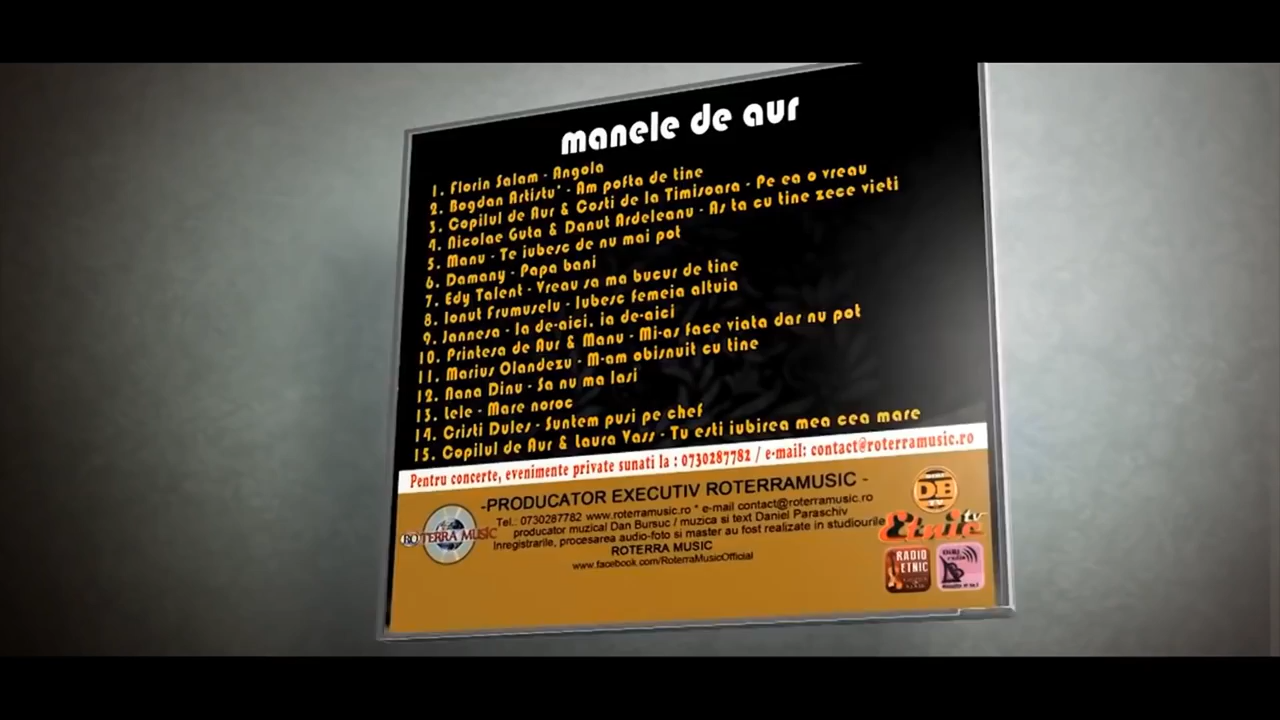 manele de aur
1. Florin Salam - Angola
2. Bogdan Artistu' - Am pofta de tine
3. Copilul de Aur & Costi de la Timisoara - Pe ea o vreau
4. Nicolae Guta & Danut Ardeleanu - As ta cu tine zece vieti
5. Manu - Te iubesc de nu mai pot
6. Damany - Papa bani
7. Edy Talent - Vreau sa ma bucur de tine
8. Ionut Frumuselu - Iubesc femeia altuia
9. Jannesa - Ia de-aici, ia de-aici
10. Printesa de Aur & Manu - Mi-as face viata dar nu pot
11. Marius Olandezu - M-am obisnuit cu tine
12. Nana Dinu - Sa nu ma lasi
13. Lele - Mare noroc
14. Cristi Dules - Suntem pusi pe chef
15. Copilul de Aur & Laura Vass - Tu esti iubirea mea cea mare
Pentru concerte, evenimente private sunati la : 0730287782 / e-mail: contact@roterramusic.ro
-PRODUCATOR EXECUTIV ROTERRAMUSIC -
Tel.: 0730287782 www.roterramusic.ro * e-mail contact@roterramusic.ro
producator muzical Dan Bursuc / muzica si text Daniel Paraschiv
Inregistrarile, procesarea audio-foto si master au fost realizate in studiourile
ROTERRA MUSIC
www.facebook.com/RoterraMusicOfficial
RO TERRA MUSIC
DB
Etnic tv
RADIO
ETNIC